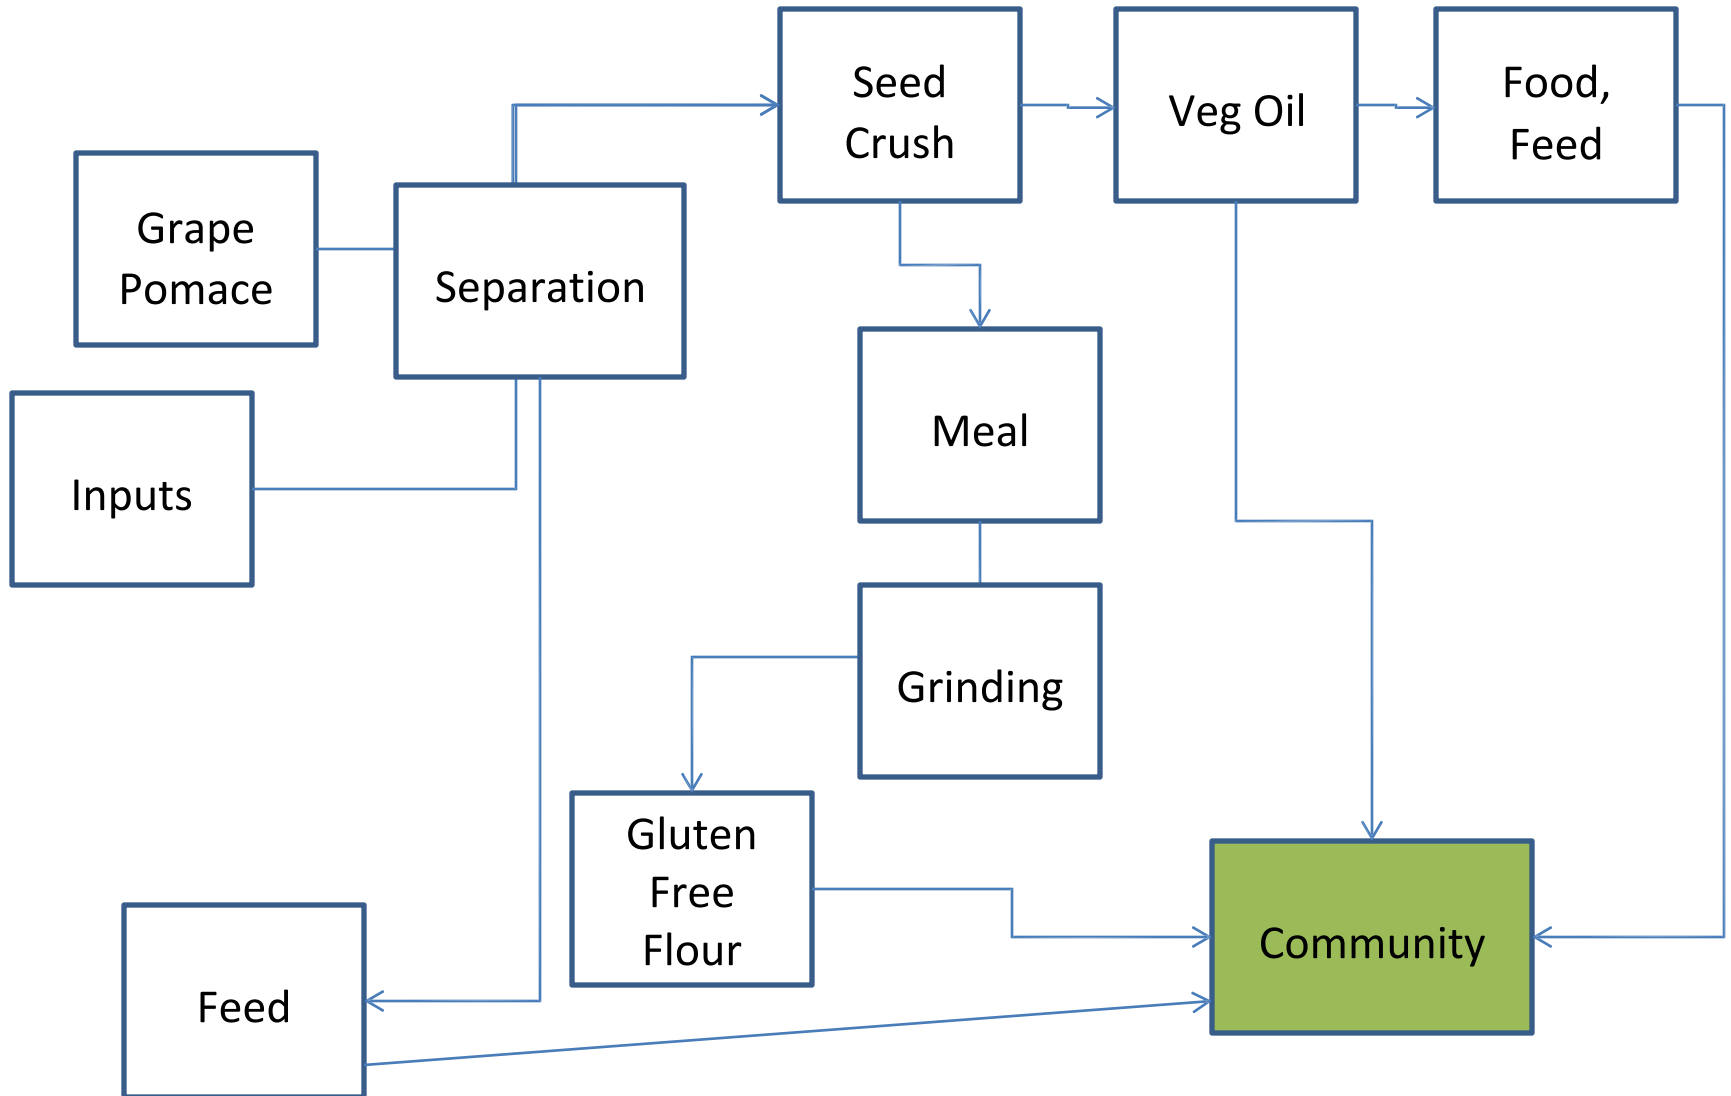 Seed
Crush
Veg Oil
Food,
Feed
Grape
Pomace
Separation
Meal
Inputs
Grinding
Gluten
Free
Flour
Community
Feed